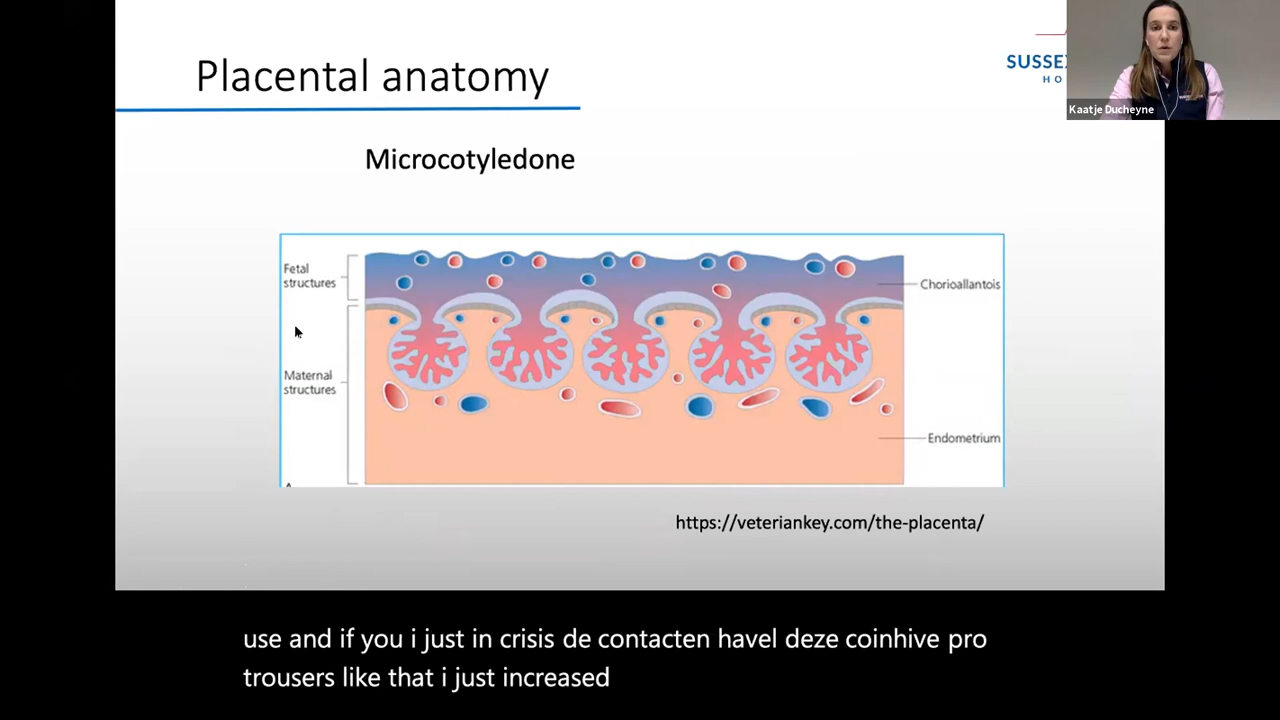 Placental anatomy
SUSSE
HO
Kaatje Ducheyne
Microcotyledone
Fetal
structures
Chorioallantois
Maternal
structures
Endometrium
https://veteriankey.com/the-placenta/
use and if you i just in crisis de contacten havel deze coinhive pro
trousers like that i just increased